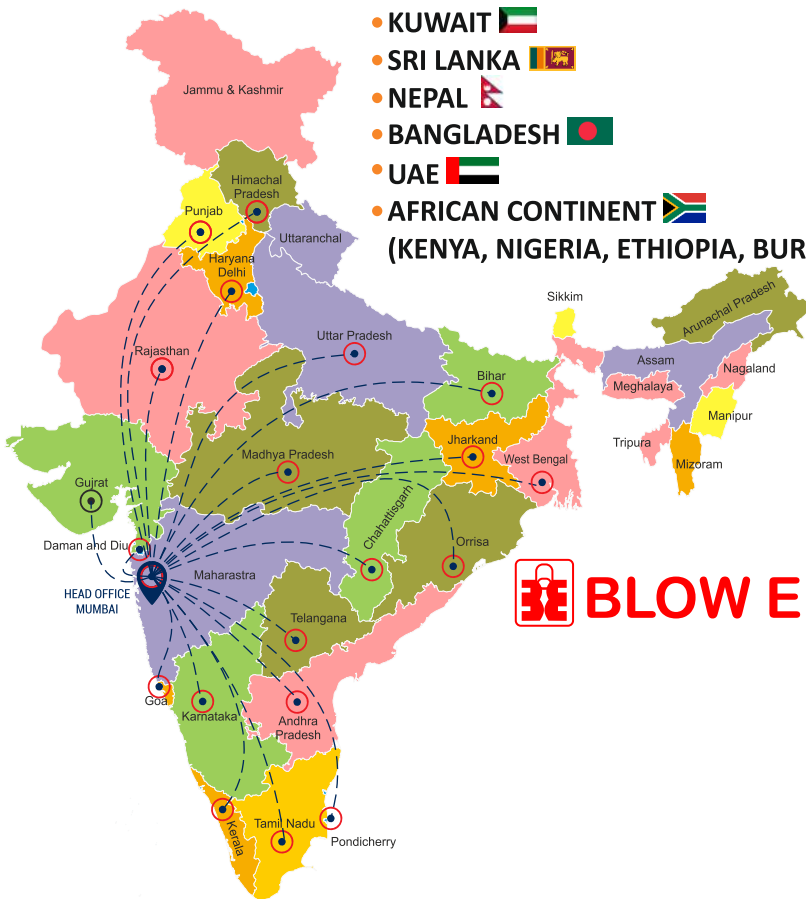 KUWAIT
SRI LANKA
NEPAL
BANGLADESH
UAE
AFRICAN CONTINENT
(KENYA, NIGERIA, ETHIOPIA, BUR
Jammu & Kashmir
Himachal
Pradesh
Punjab
Uttaranchal
Haryana
Delhi
Sikkim
Arunachal Pradesh
Rajasthan
Uttar Pradesh
Assam
Nagaland
Bihar
Meghalaya
Manipur
Jharkand
Tripura
Madhya Pradesh
West Bengal
Mizoram
Gujrat
Chahattisgarh
Orrisa
Daman and Diu
Maharastra
HEAD OFFICE
MUMBAI
BLOW E
Telangana
Goa
Karnataka
Andhra
Pradesh
Kerala
Tamil Nadu
Pondicherry